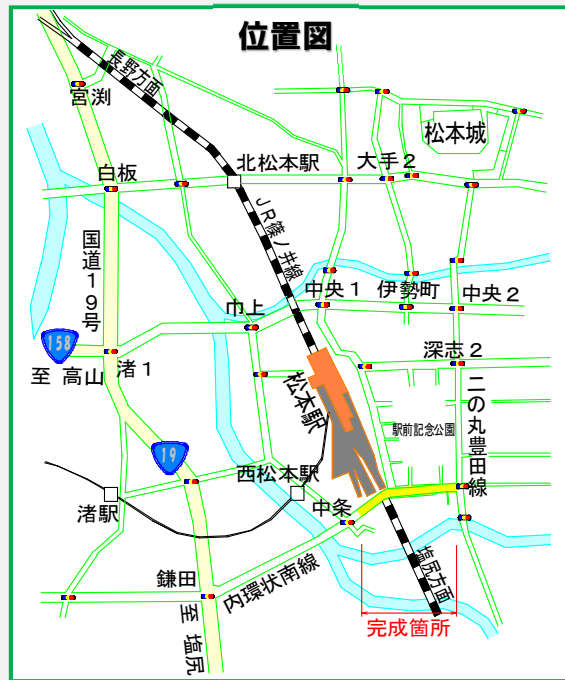 位置図
長野方面
宮渕
松本城
北松本駅
大手2
白板
JR篠ノ井線
国道19号
中央1
伊勢町
中央2
巾上
158
至 高山
渚1
深志2
松本駅
駅前記念公園
二の丸豊田線
19
西松本駅
渚駅
中条
内環状南線
塩尻方面
鎌田
至 塩尻
完成箇所